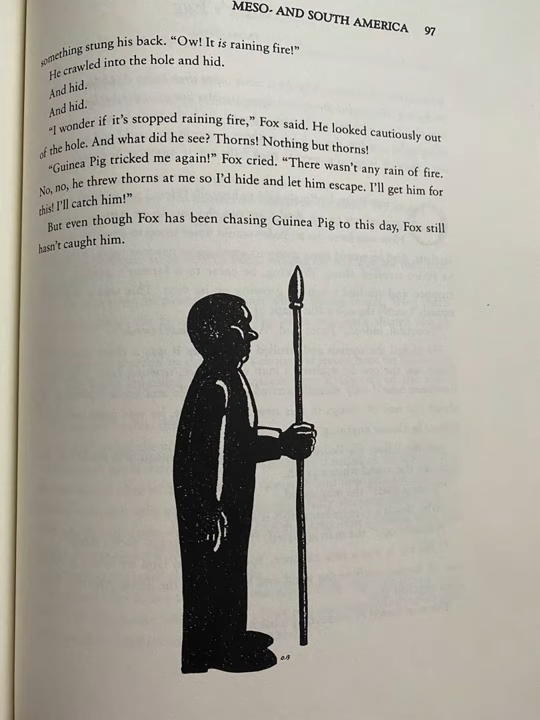 MESO- AND SOUTH AMERICA 97
something stung his back. "Ow! It is raining fire!"
He crawled into the hole and hid.
And hid.
And hid.
"I wonder if it's stopped raining fire," Fox said. He looked cautiously out
of the hole. And what did he see? Thorns! Nothing but thorns!
"Guinea Pig tricked me again!" Fox cried. "There wasn't any rain of fire.
No, no, he threw thorns at me so I'd hide and let him escape. I'll get him for
this! I'll catch him!"
But even though Fox has been chasing Guinea Pig to this day, Fox still
hasn't caught him.